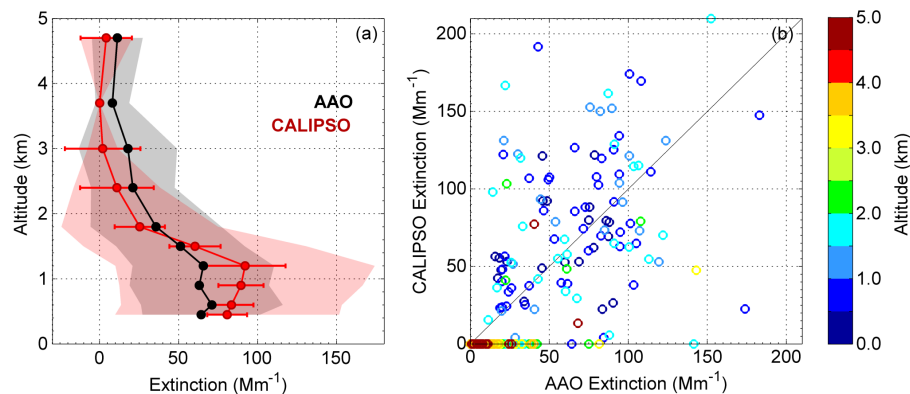 (a)
AAO
CALIPSO
5
4
3
2
1
0
Altitude (km)
0
50
100
150
Extinction (Mm⁻¹)
(b)
200
150
100
50
0
CALIPSO Extinction (Mm⁻¹)
0
50
100
150
200
AAO Extinction (Mm⁻¹)
5.0
4.0
3.0
2.0
1.0
0.0
Altitude (km)